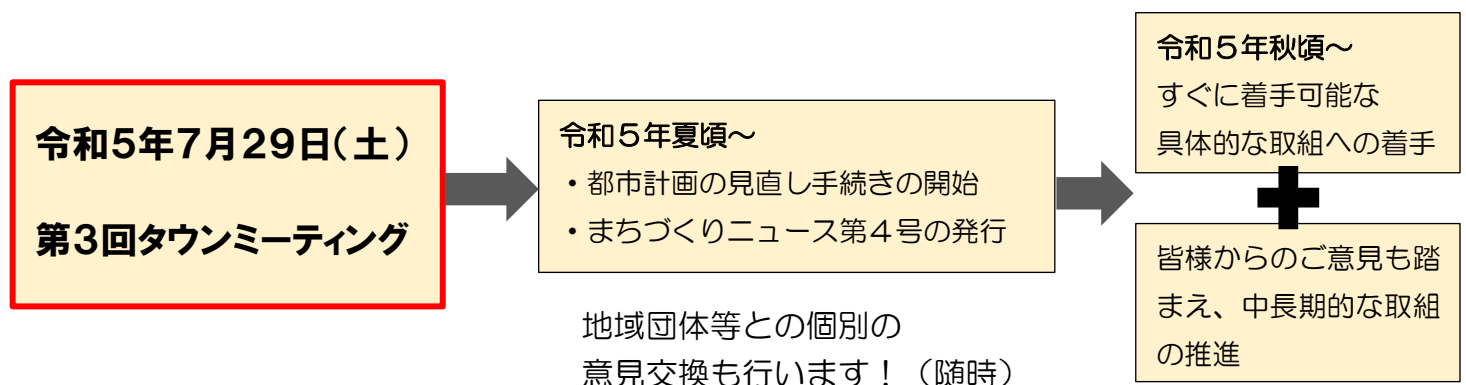 令和5年7月29日(土)
第3回タウンミーティング
令和5年夏頃～
・都市計画の見直し手続きの開始
・まちづくりニュース第4号の発行
地域団体等との個別の
意見交換も行います！（随時）
令和5年秋頃～
すぐに着手可能な
具体的な取組への着手
皆様からのご意見も踏
まえ、中長期的な取組
の推進